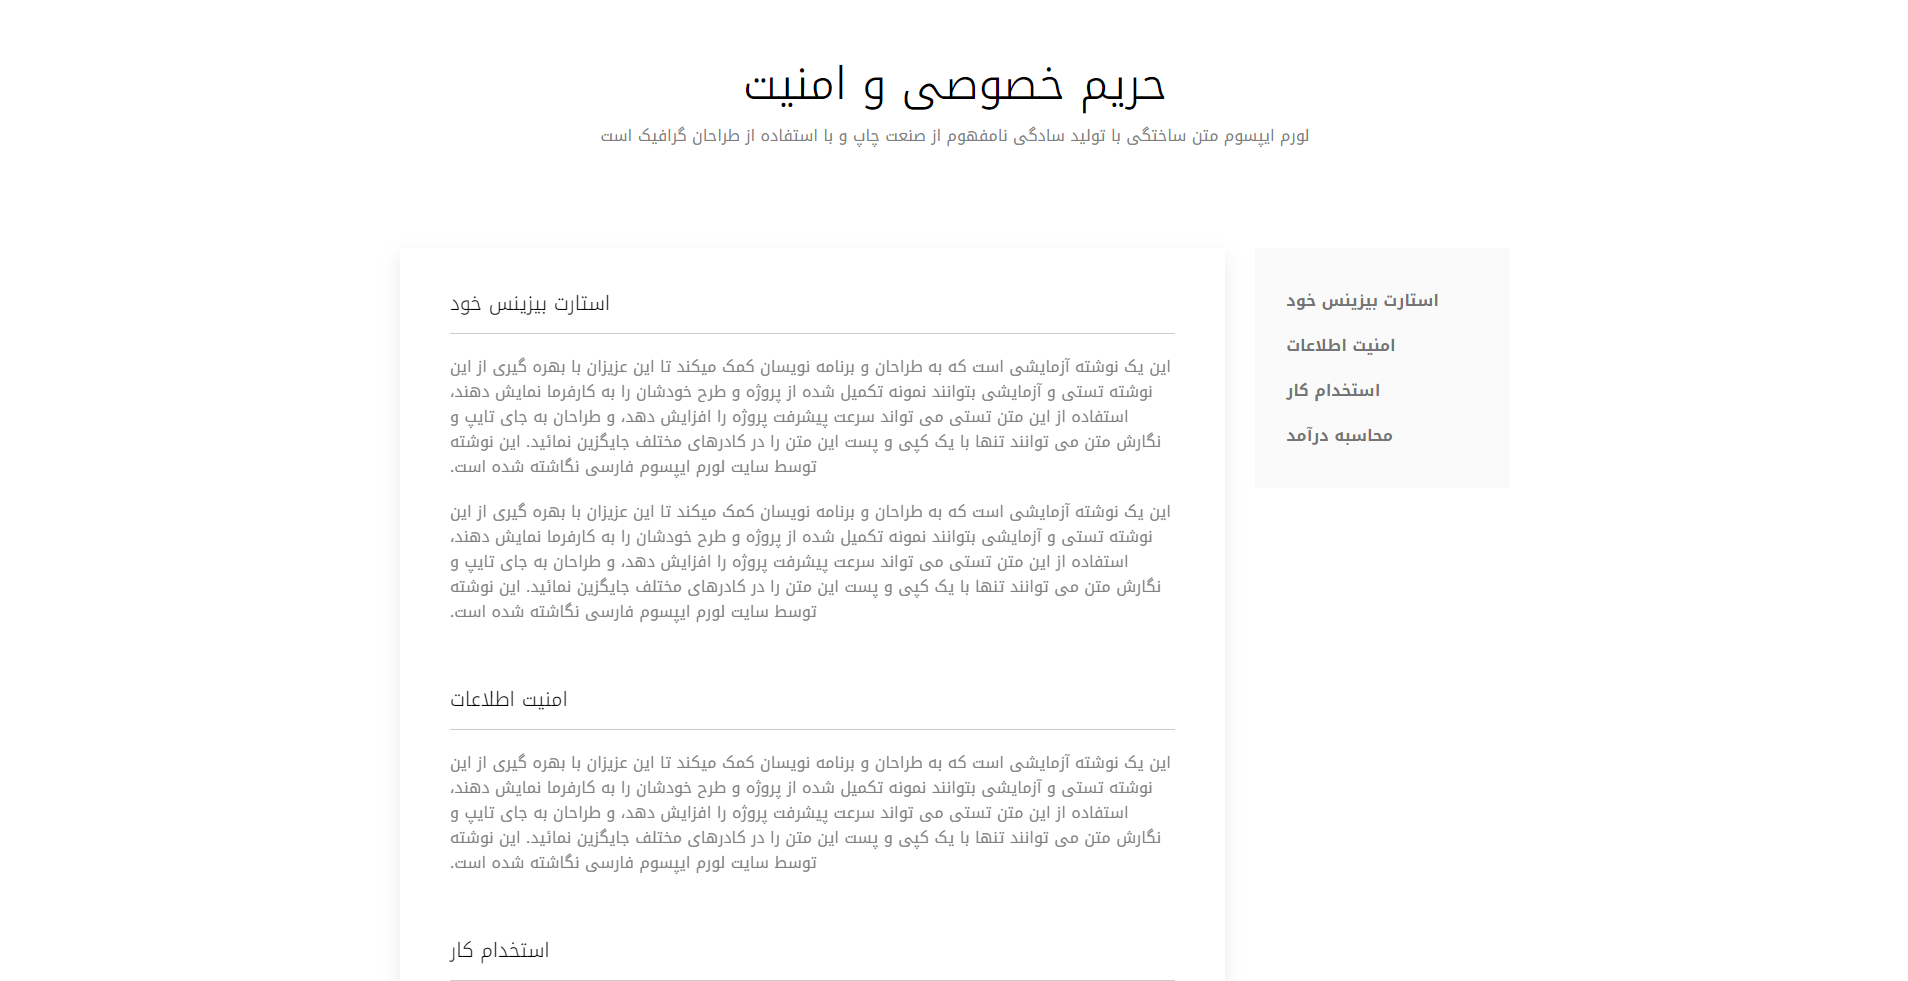 حریم خصوصی و امنیت
لورم ایپسوم متن ساختگی با تولید سادگی نامفهوم از صنعت چاپ و با استفاده از طراحان گرافیک است
استارت بیزینس خود
امنیت اطلاعات
استخدام کار
محاسبه درآمد
استارت بیزینس خود
این یک نوشته آزمایشی است که به طراحان و برنامه نویسان کمک میکند تا این عزیزان با بهره گیری از این
نوشته تستی و آزمایشی بتوانند نمونه تکمیل شده از پروژه و طرح خودشان را به کارفرما نمایش دهند،
استفاده از این متن تستی می تواند سرعت پیشرفت پروژه را افزایش دهد، و طراحان به جای تایپ و
نگارش متن می توانند تنها با یک کپی و پست این متن را در کادرهای مختلف جایگزین نمائید. این نوشته
توسط سایت لورم ایپسوم فارسی نگاشته شده است.
این یک نوشته آزمایشی است که به طراحان و برنامه نویسان کمک میکند تا این عزیزان با بهره گیری از این
نوشته تستی و آزمایشی بتوانند نمونه تکمیل شده از پروژه و طرح خودشان را به کارفرما نمایش دهند،
استفاده از این متن تستی می تواند سرعت پیشرفت پروژه را افزایش دهد، و طراحان به جای تایپ و
نگارش متن می توانند تنها با یک کپی و پست این متن را در کادرهای مختلف جایگزین نمائید. این نوشته
توسط سایت لورم ایپسوم فارسی نگاشته شده است.
امنیت اطلاعات
این یک نوشته آزمایشی است که به طراحان و برنامه نویسان کمک میکند تا این عزیزان با بهره گیری از این
نوشته تستی و آزمایشی بتوانند نمونه تکمیل شده از پروژه و طرح خودشان را به کارفرما نمایش دهند،
استفاده از این متن تستی می تواند سرعت پیشرفت پروژه را افزایش دهد، و طراحان به جای تایپ و
نگارش متن می توانند تنها با یک کپی و پست این متن را در کادرهای مختلف جایگزین نمائید. این نوشته
توسط سایت لورم ایپسوم فارسی نگاشته شده است.
استخدام کار